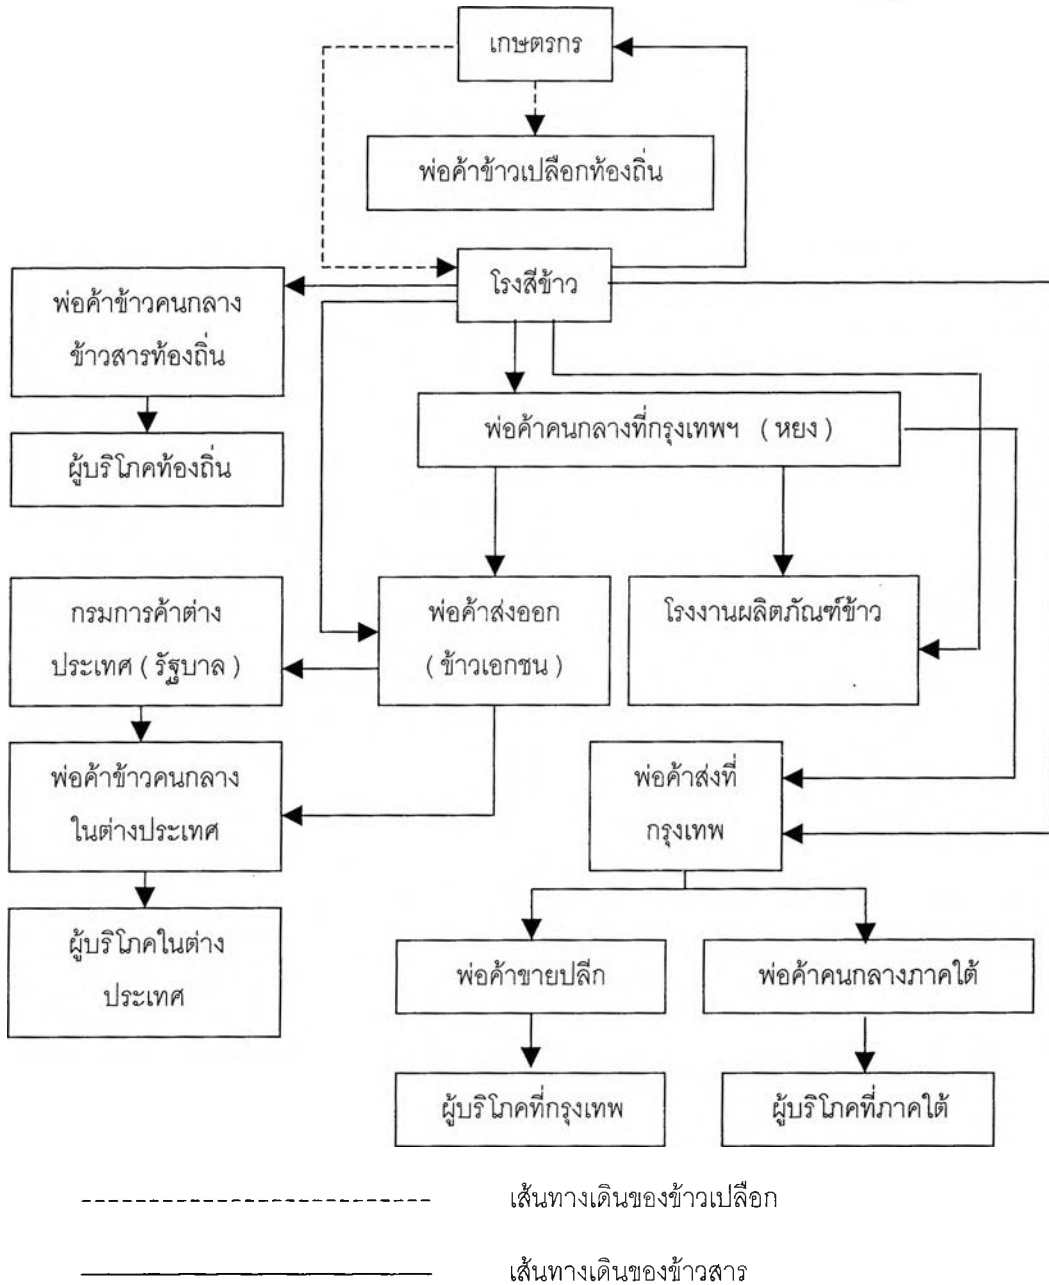 เกษตรกร
พ่อค้าข้าวเปลือกท้องถิ่น
โรงสีข้าว
พ่อค้าข้าวคนกลาง
ข้าวสารท้องถิ่น
พ่อค้าคนกลางที่กรุงเทพฯ (หยง)
ผู้บริโภคท้องถิ่น
กรมการค้าต่าง
ประเทศ (รัฐบาล)
พ่อค้าส่งออก
(ข้าวเอกชน)
โรงงานผลิตภัณฑ์ข้าว
พ่อค้าข้าวคนกลาง
ในต่างประเทศ
พ่อค้าส่งที่
กรุงเทพ
ผู้บริโภคในต่าง
ประเทศ
พ่อค้าขายปลีก
พ่อค้าคนกลางภาคใต้
ผู้บริโภคที่กรุงเทพ
ผู้บริโภคที่ภาคใต้
เส้นทางเดินของข้าวเปลือก
เส้นทางเดินของข้าวสาร